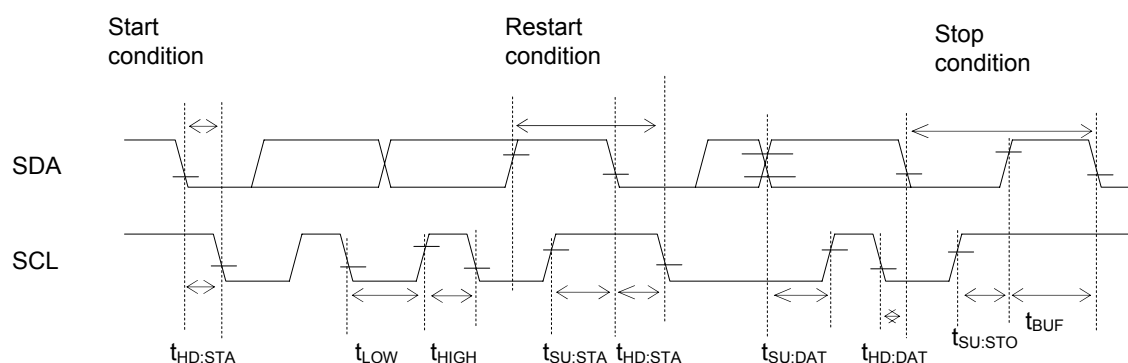 Start
condition
Restart
condition
Stop
condition
SDA
SCL
tHD:STA
tLOW
tHIGH
tSU:STA
tHD:STA
tSU:DAT
tHD:DAT
tSU:STO
tBUF